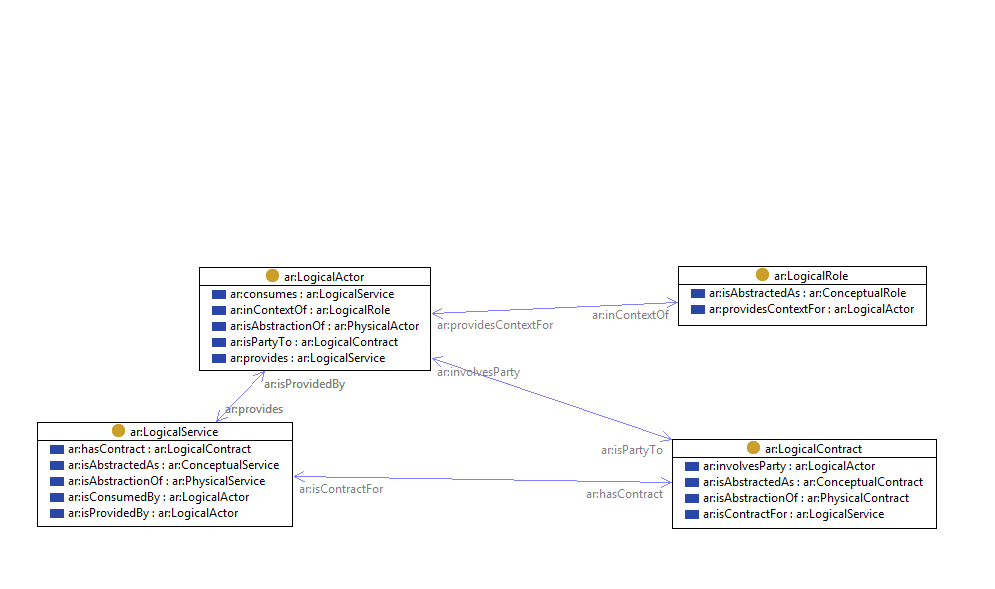 ar:LogicalActor
ar:consumes : ar:LogicalService
ar:inContextOf : ar:LogicalRole
ar:isAbstractionOf : ar:PhysicalActor
ar:isPartyTo : ar:LogicalContract
ar:provides : ar:LogicalService
ar:LogicalRole
ar:isAbstractedAs : ar:ConceptualRole
ar:providesContextFor : ar:LogicalActor
ar:providesContextFor
ar:inContextOf
ar:involvesParty
ar:isPartyTo
ar:isProvidedBy
ar:provides
ar:LogicalService
ar:hasContract : ar:LogicalContract
ar:isAbstractedAs : ar:ConceptualService
ar:isAbstractionOf : ar:PhysicalService
ar:isConsumedBy : ar:LogicalActor
ar:isProvidedBy : ar:LogicalActor
ar:isContractFor
ar:hasContract
ar:LogicalContract
ar:involvesParty : ar:LogicalActor
ar:isAbstractedAs : ar:ConceptualContract
ar:isAbstractionOf : ar:PhysicalContract
ar:isContractFor : ar:LogicalService